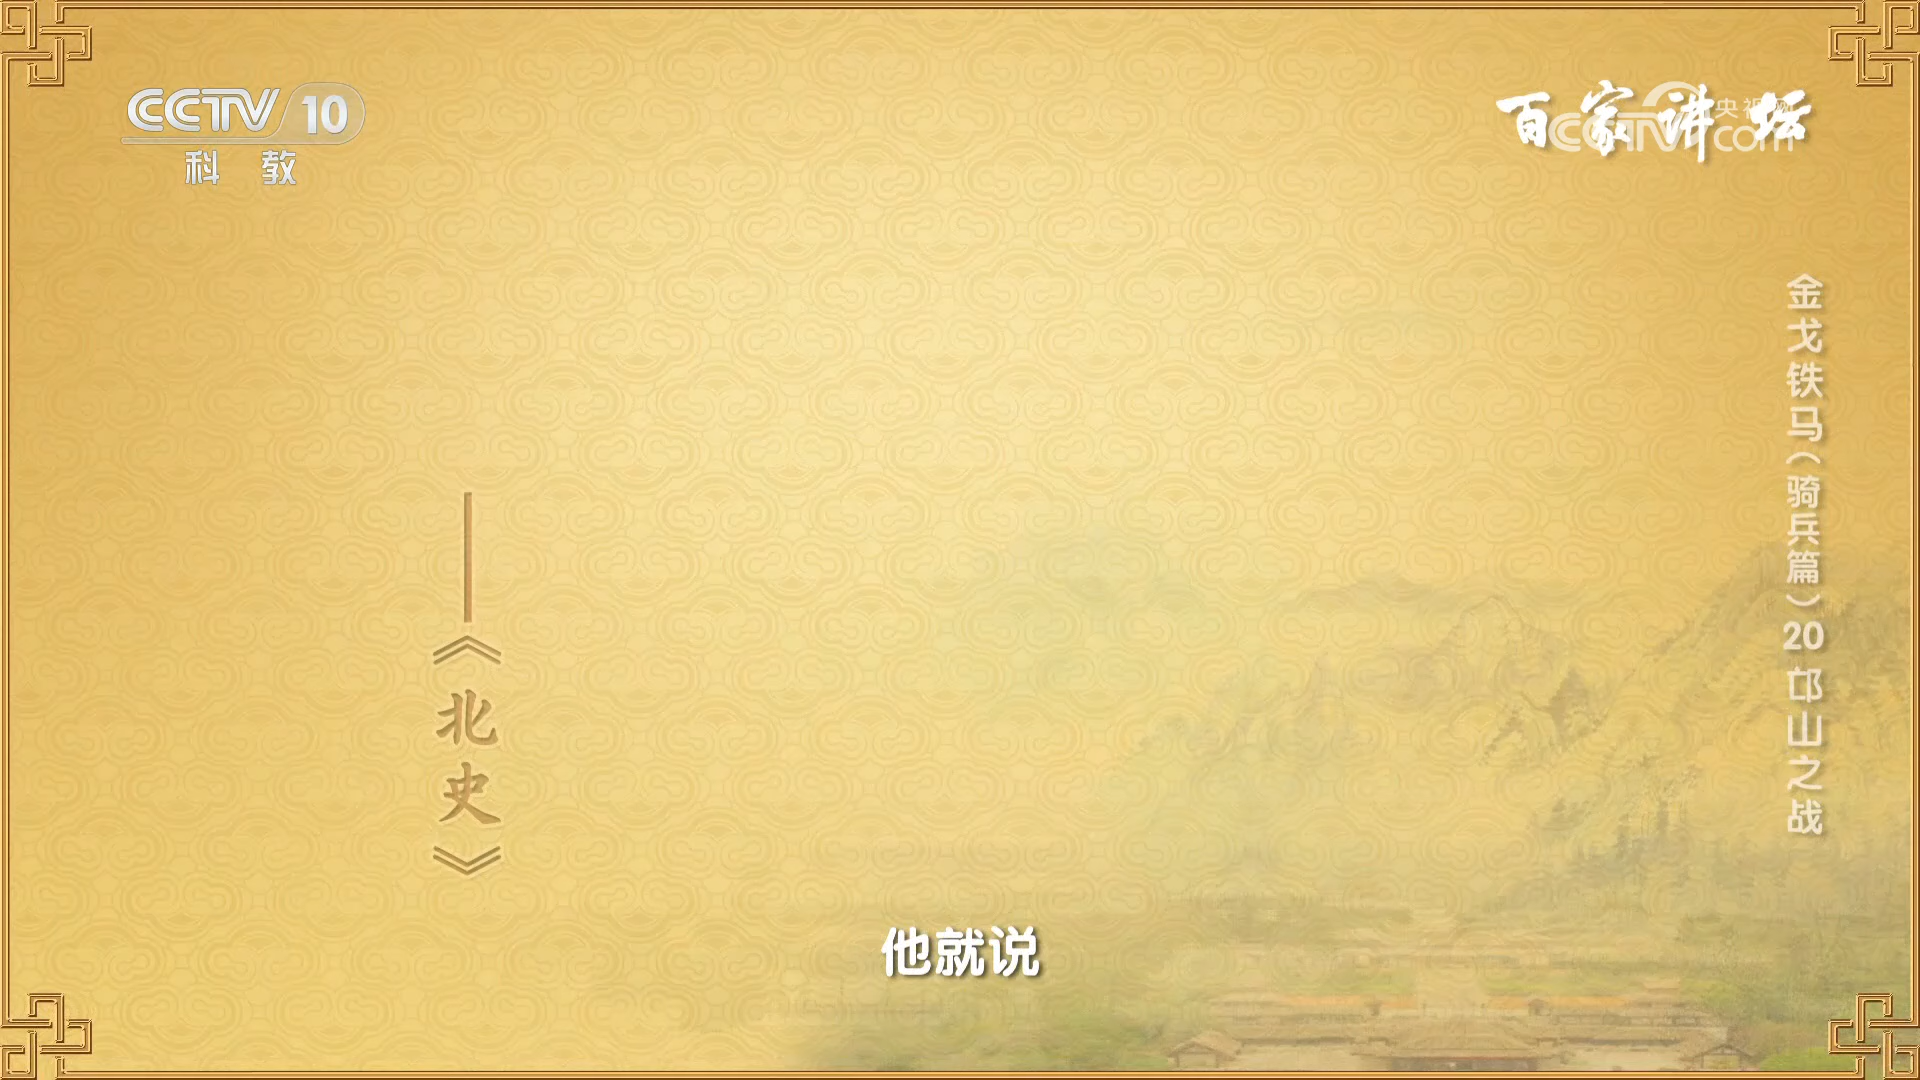 CCTV 10
科教
百家讲坛
央视网
CCTV.com
金戈铁马（骑兵篇）20 邙山之战
——《北史》
他就说